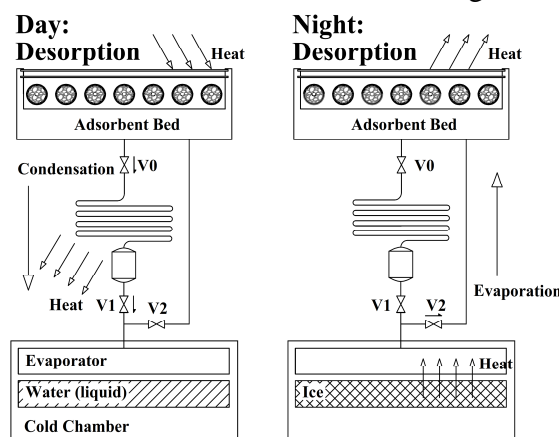 Day:
Desorption
Heat
Adsorbent Bed
Condensation
V0
Heat
V1
V2
Evaporator
Water (liquid)
Cold Chamber
Night:
Desorption
Heat
Adsorbent Bed
V0
Evaporation
V1
V2
Heat
Ice